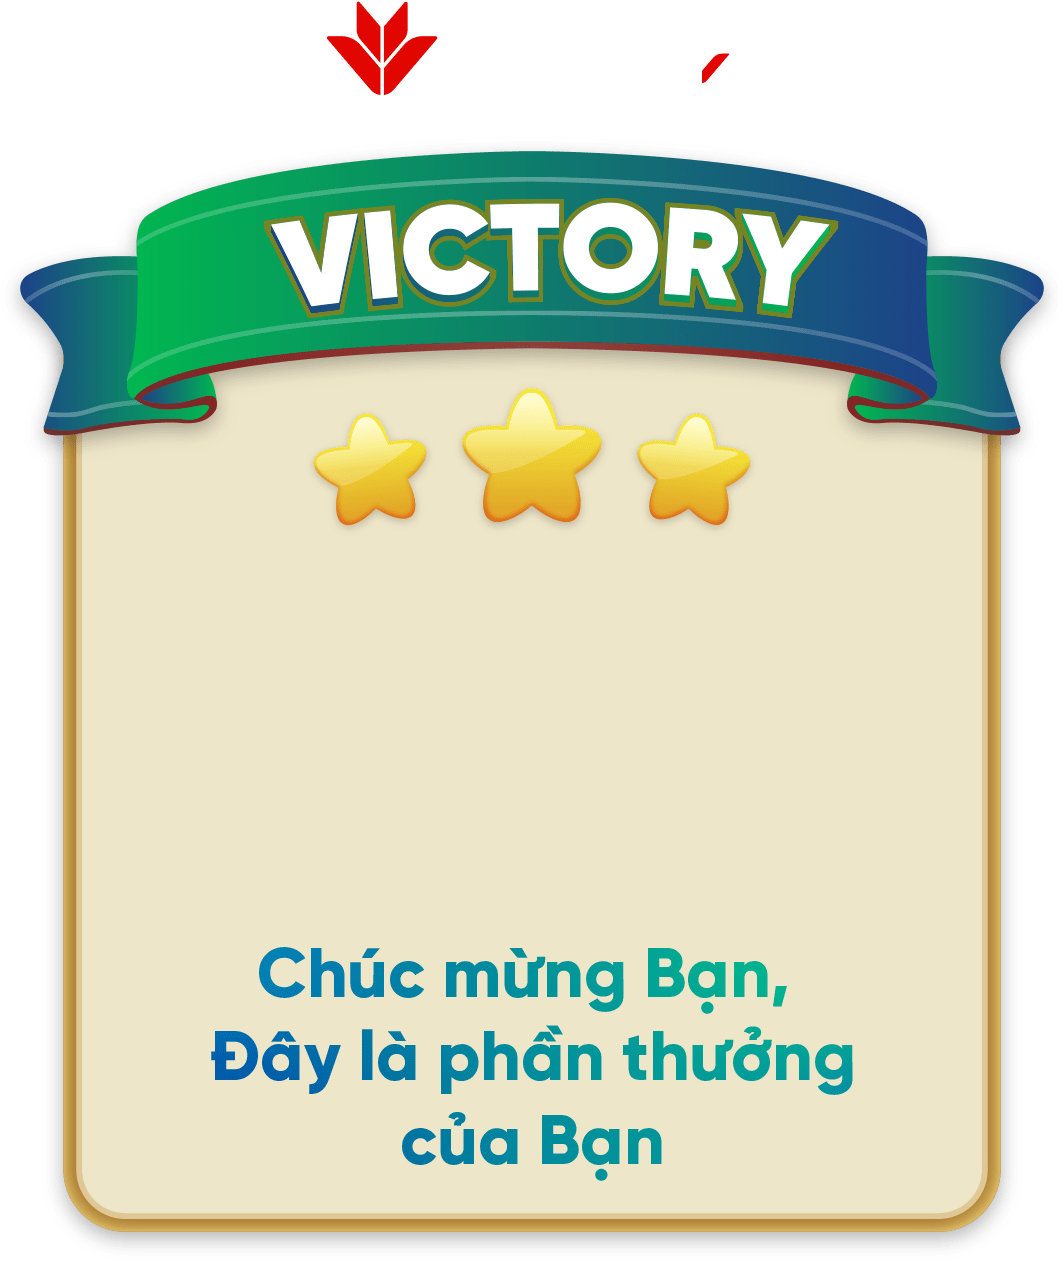 VICTORY
Chúc mừng Bạn,
Đây là phần thưởng
của Bạn